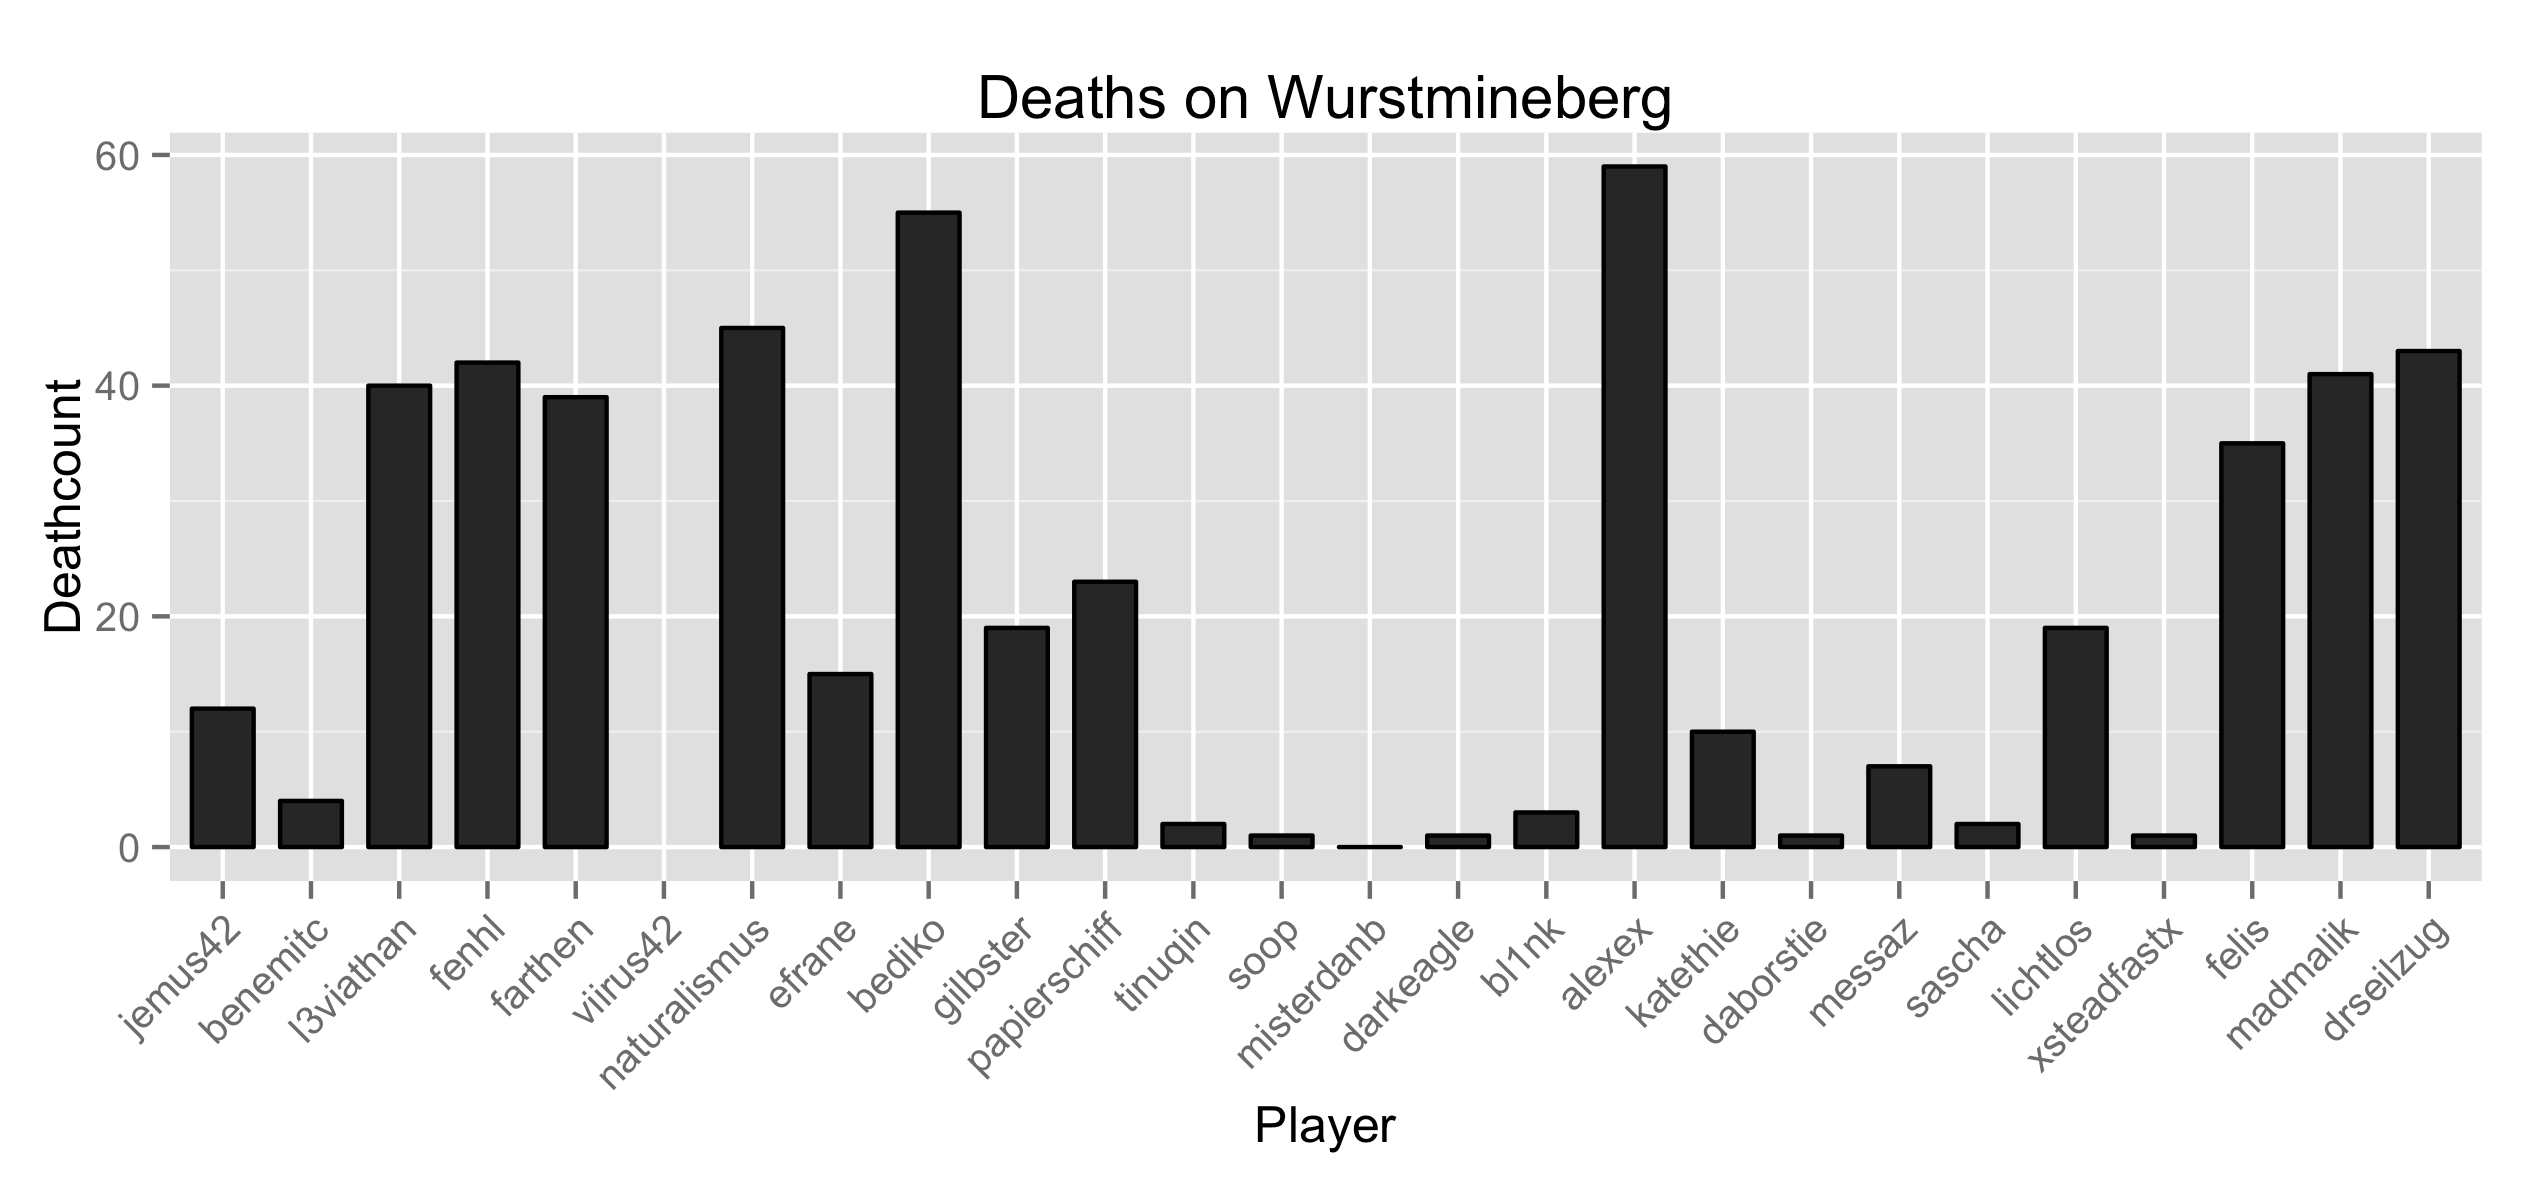 Deaths on Wurstmineberg
Deathcount
60
40
20
0
jemus42
benemitc
l3viathan
fenhl
farthen
viirus42
naturalismus
efrane
bediko
gilbster
papierschiff
tinuqin
soop
misterdanb
darkeagle
bl1nk
alexex
katethie
daborstie
messaz
sascha
lichtlos
xsteadfastx
felis
madmalik
drseilzug
Player